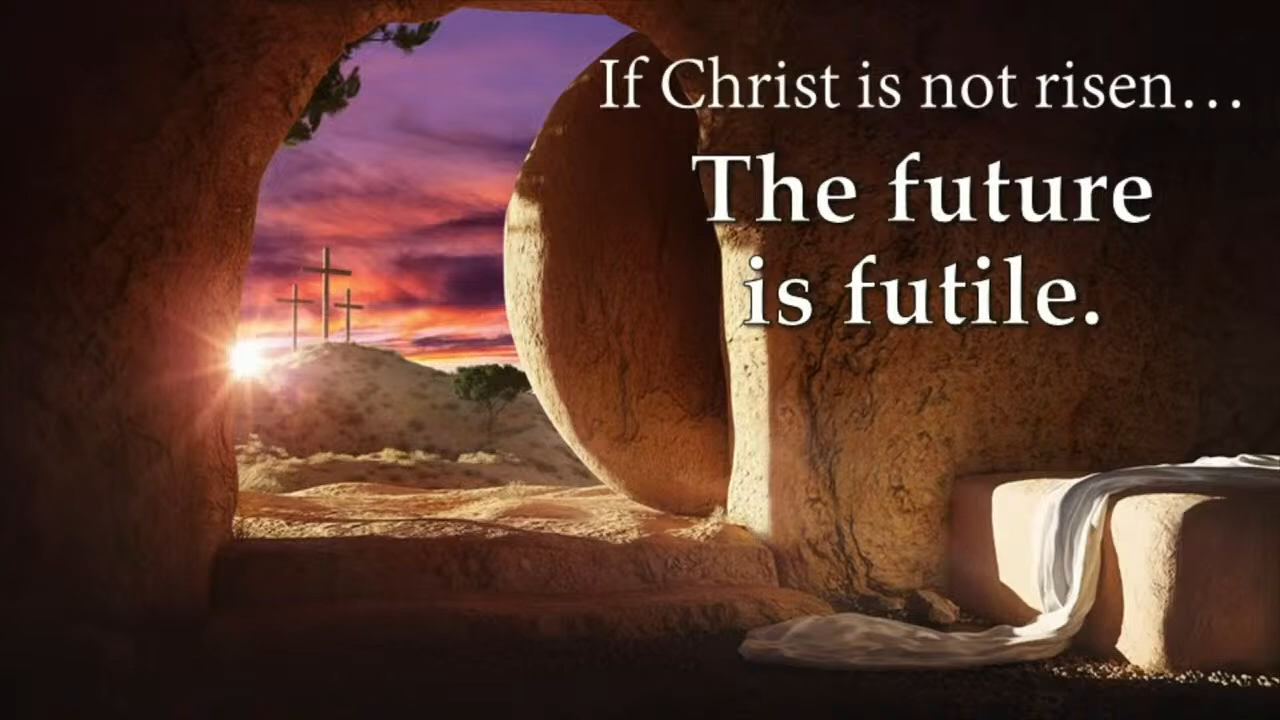 If Christ is not risen…
The future
is futile.